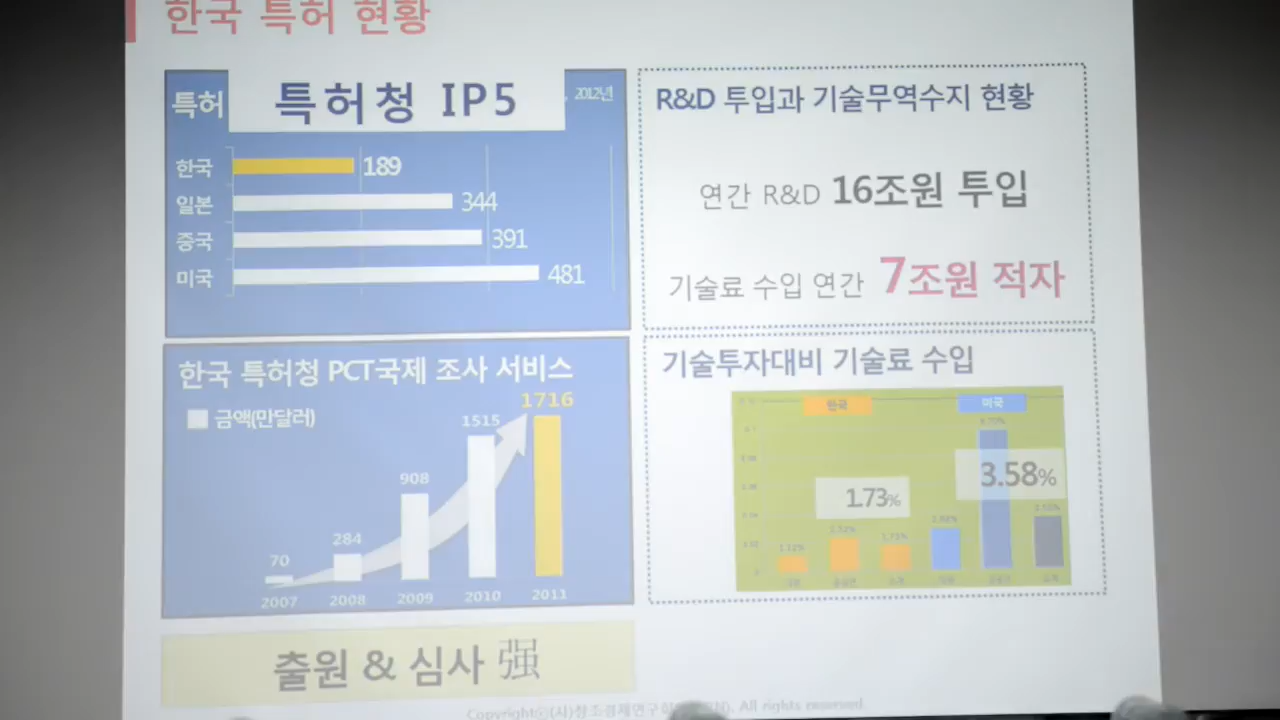 한국 특허 현황
특허
특허청 IP5
2012년
한국 189
일본 344
중국 391
미국 481
R&D 투입과 기술무역수지 현황
연간 R&D 16조원 투입
기술료 수입 연간 7조원 적자
한국 특허청 PCT국제 조사 서비스
금액(만달러)
70 284 908 1515 1716
2007 2008 2009 2010 2011
기술투자대비 기술료 수입
한국 미국
1.73% 3.58%
출원 & 심사 强
All rights reserved